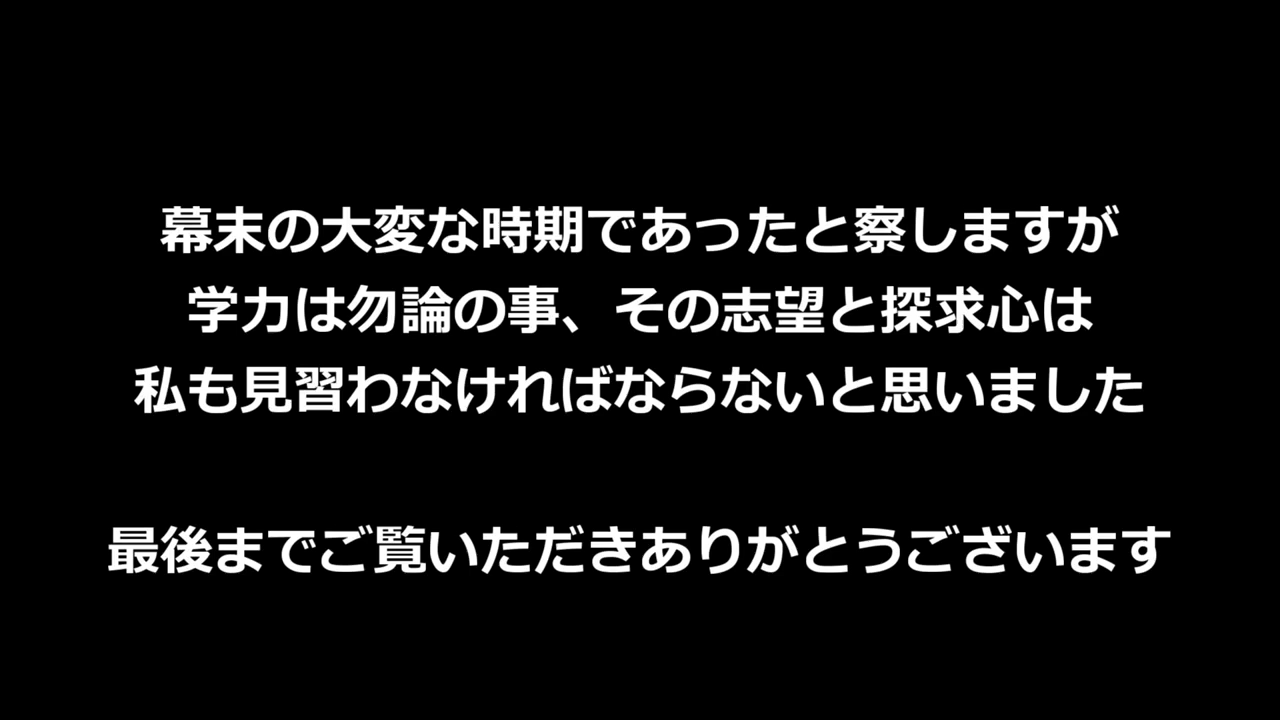 幕末の大変な時期であったと察しますが
学力は勿論の事、その志望と探求心は
私も見習わなければならないと思いました
最後までご覧いただきありがとうございます